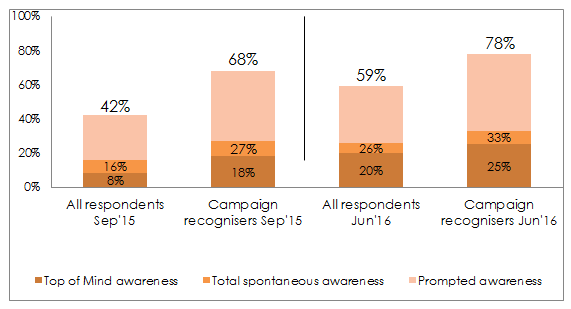 100%
80%
60%
40%
20%
0%
42%
16%
8%
68%
27%
18%
59%
26%
20%
78%
33%
25%
All respondents
Sep'15
Campaign
recognisers Sep'15
All respondents
Jun'16
Campaign
recognisers Jun'16
Top of Mind awareness
Total spontaneous awareness
Prompted awareness